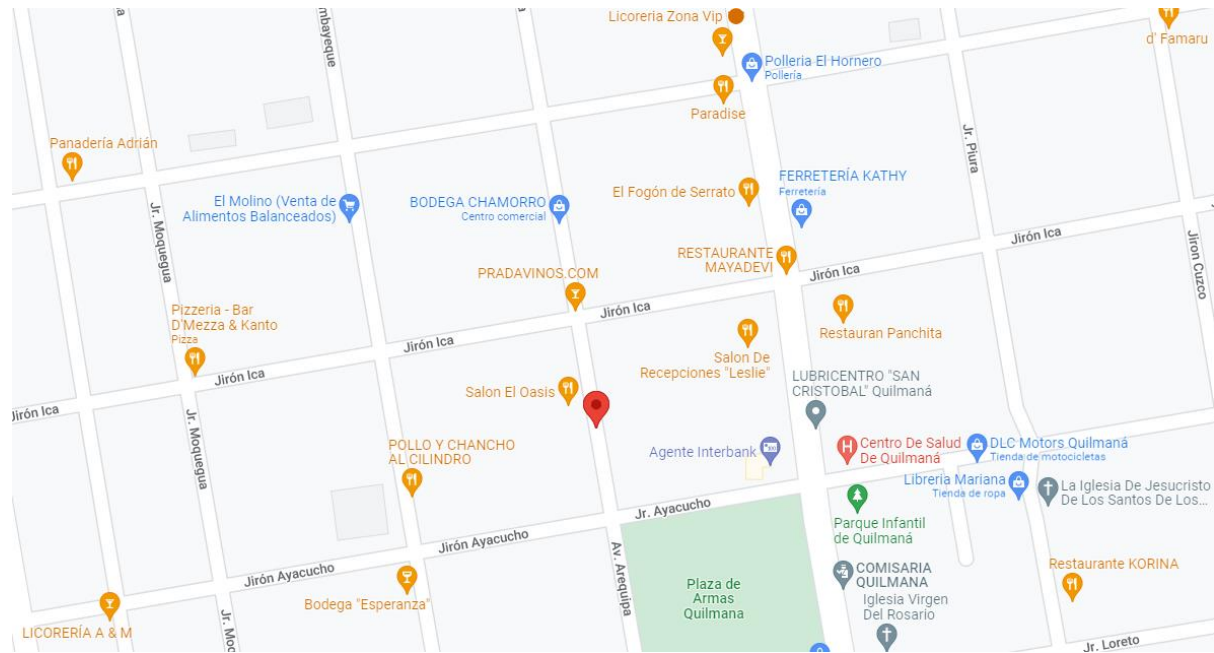 mbayeque
Licoreria Zona Vip
d' Famaru
Polleria El Hornero
Pollería
Paradise
Panadería Adrián
Jr. Piura
El Molino (Venta de
Alimentos Balanceados)
BODEGA CHAMORRO
Centro comercial
El Fogón de Serrato
FERRETERÍA KATHY
Ferretería
Jr. Moquegua
Jirón Ica
Jiron Cuzco
RESTAURANTE
MAYADEVI
Jirón Ica
PRADAVINOS.COM
Jirón Ica
Pizzeria - Bar
D'Mezza & Kanto
Pizza
Restauran Panchita
Jirón Ica
Salon De
Recepciones "Leslie"
Jirón Ica
Jirón Ica
Salon El Oasis
LUBRICENTRO "SAN
CRISTOBAL" Quilmaná
Jr. Moquegua
POLLO Y CHANCHO
AL CILINDRO
Agente Interbank
Centro De Salud
De Quilmaná
DLC Motors Quilmaná
Tienda de motocicletas
Libreria Mariana
Tienda de ropa
La Iglesia De Jesucristo
De Los Santos De Los...
Jr. Ayacucho
Parque Infantil
de Quilmaná
Jirón Ayacucho
Jirón Ayacucho
Av. Arequipa
Plaza de
Armas
Quilmana
COMISARIA
QUILMANA
Restaurante KORINA
Iglesia Virgen
Del Rosario
Bodega "Esperanza"
LICORERÍA A & M
Jr. Moq
Jr. Loreto